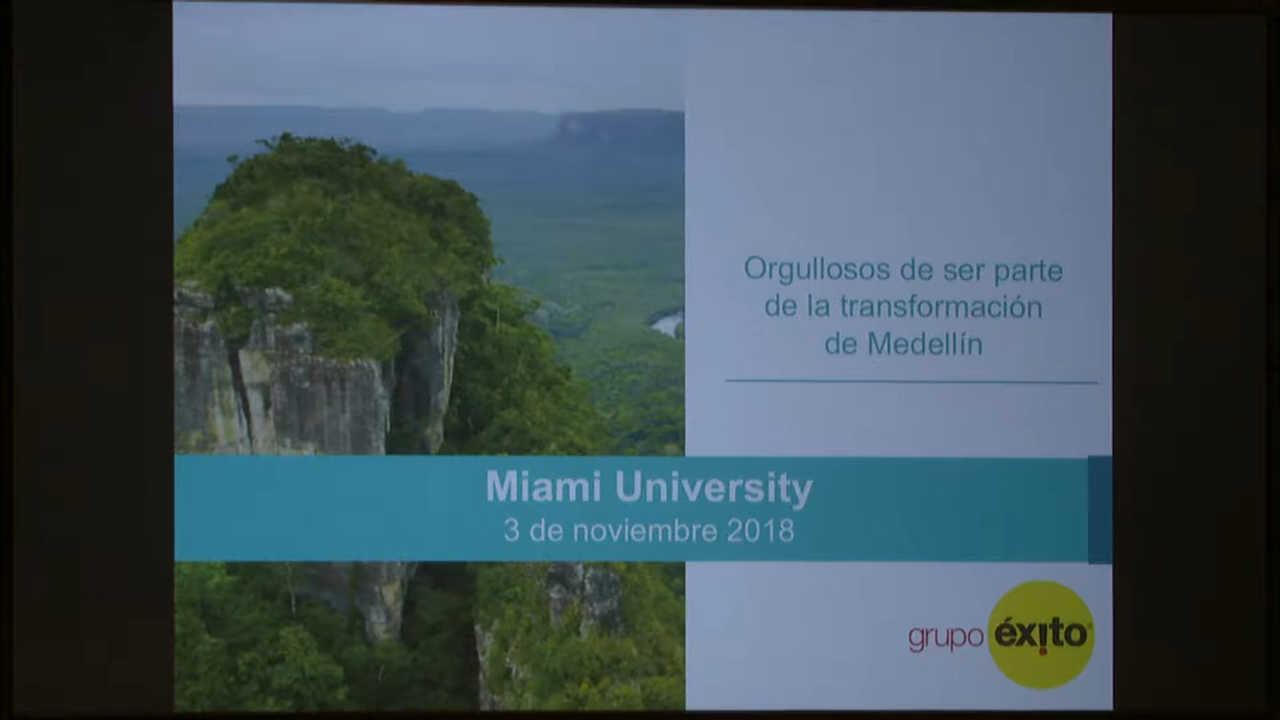 Orgullosos de ser parte
de la transformación
de Medellín
Miami University
3 de noviembre 2018
grupo éxito